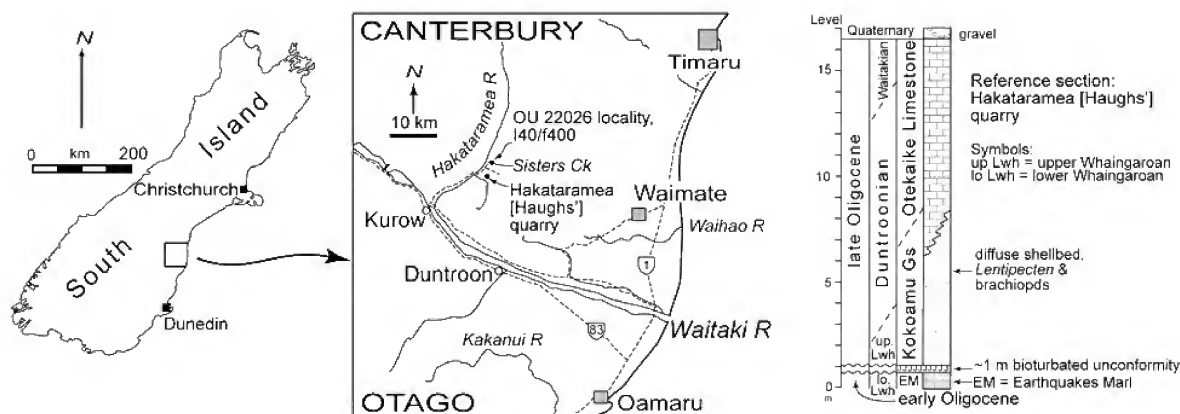 N
0 km 200
South Island
Christchurch
Dunedin
CANTERBURY
N
10 km
Hakataramea R
OU 22026 locality,
I40/f400
Sisters Ck
Hakataramea
[Haughs']
quarry
Timaru
Waimate
Waihao R
Kurow
Duntroon
1
83
Waitaki R
Kakanui R
OTAGO
Oamaru
Level
15
10
5
0
m
Quaternary
gravel
late Oligocene
Waitakian
Duntroonian
up.
Lwh
lo.
Lwh
Otekaike Limestone
Kokoamu Gs
EM
Reference section:
Hakataramea [Haughs']
quarry
Symbols:
up Lwh = upper Whaingaroan
lo Lwh = lower Whaingaroan
diffuse shellbed,
Lentipecten &
brachiopds
~1 m bioturbated unconformity
EM = Earthquakes Marl
early Oligocene